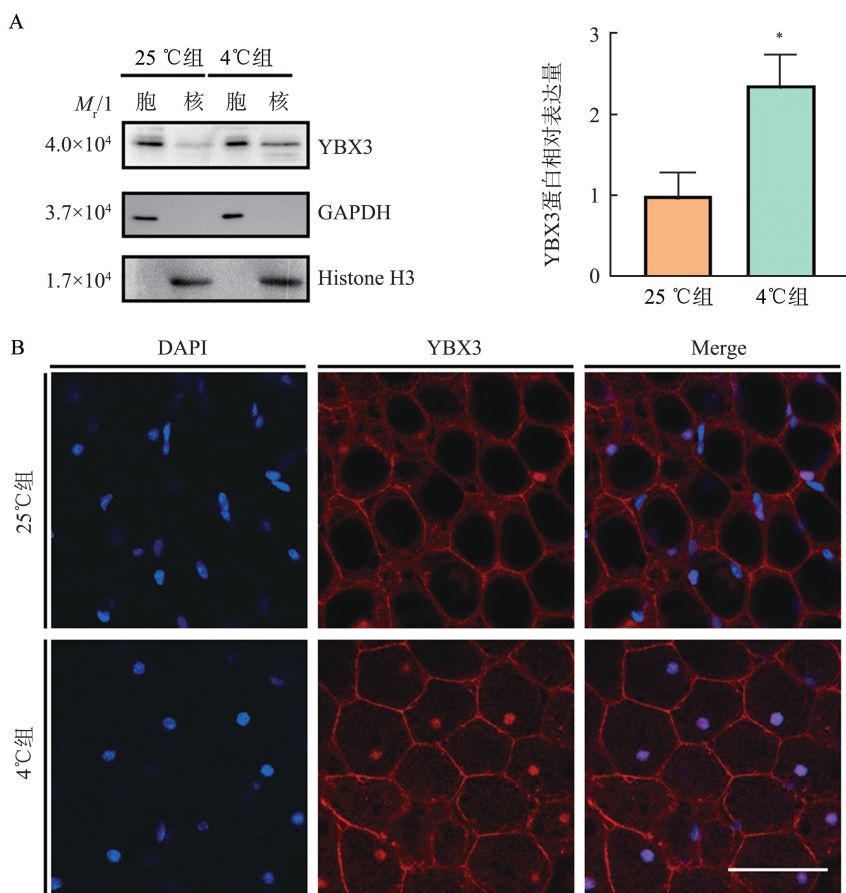 A
25 ℃组 4℃组
Mr/1 胞 核 胞 核
4.0×10⁴ YBX3
3.7×10⁴ GAPDH
1.7×10⁴ Histone H3
YBX3蛋白相对表达量
3
*
2
1
0
25 ℃组 4℃组
B
DAPI YBX3 Merge
25℃组
4℃组